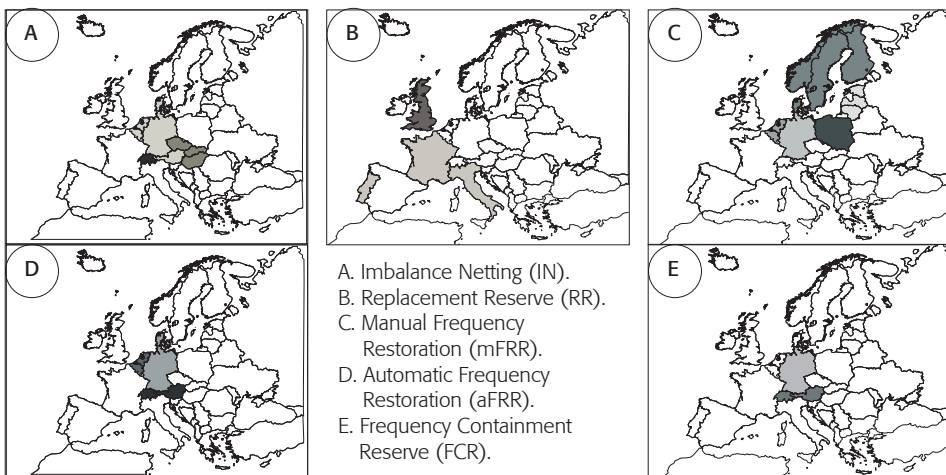 A
B
C
D
A. Imbalance Netting (IN).
B. Replacement Reserve (RR).
C. Manual Frequency
Restoration (mFRR).
D. Automatic Frequency
Restoration (aFRR).
E. Frequency Containment
Reserve (FCR).
E